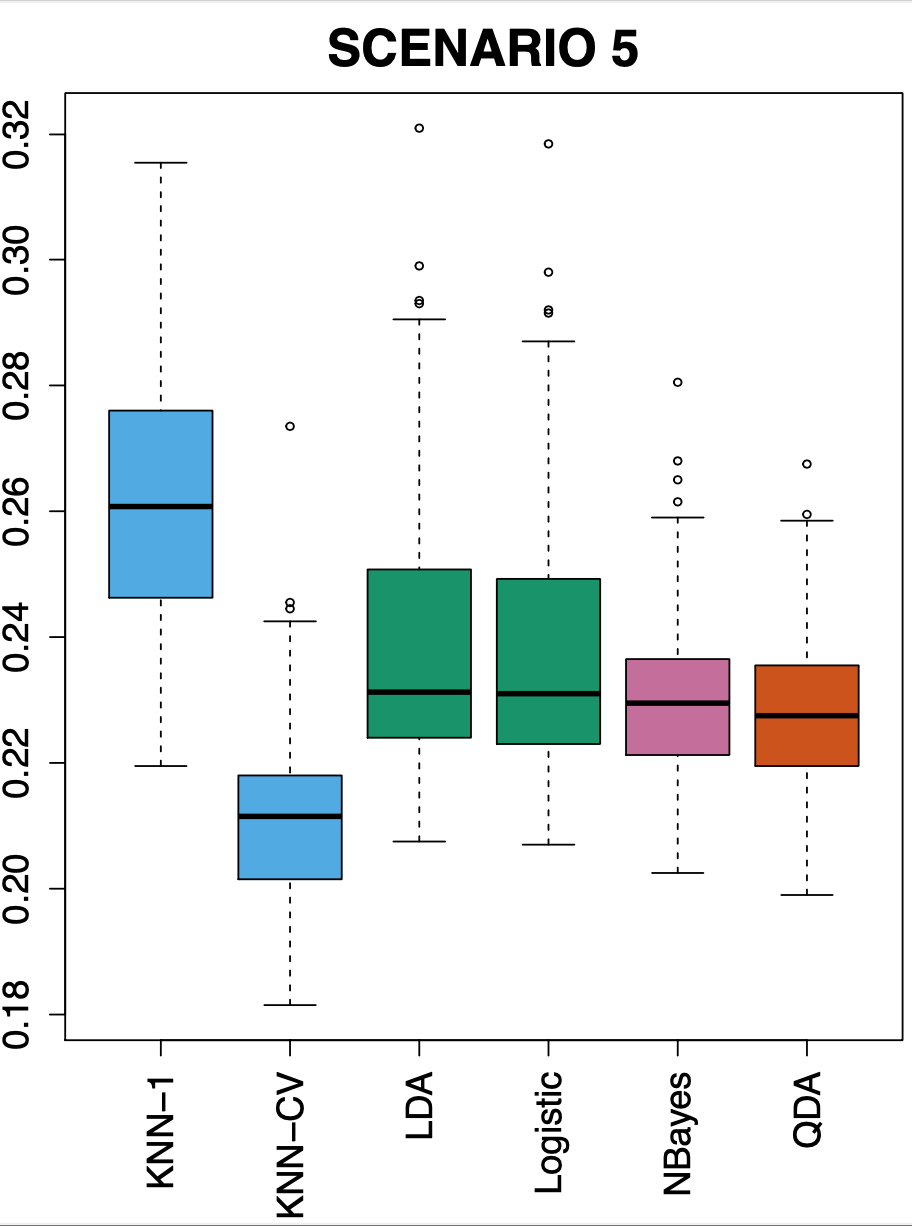 SCENARIO 5
0.32
0.30
0.28
0.26
0.24
0.22
0.20
0.18
KNN−1
KNN−CV
LDA
Logistic
NBayes
QDA